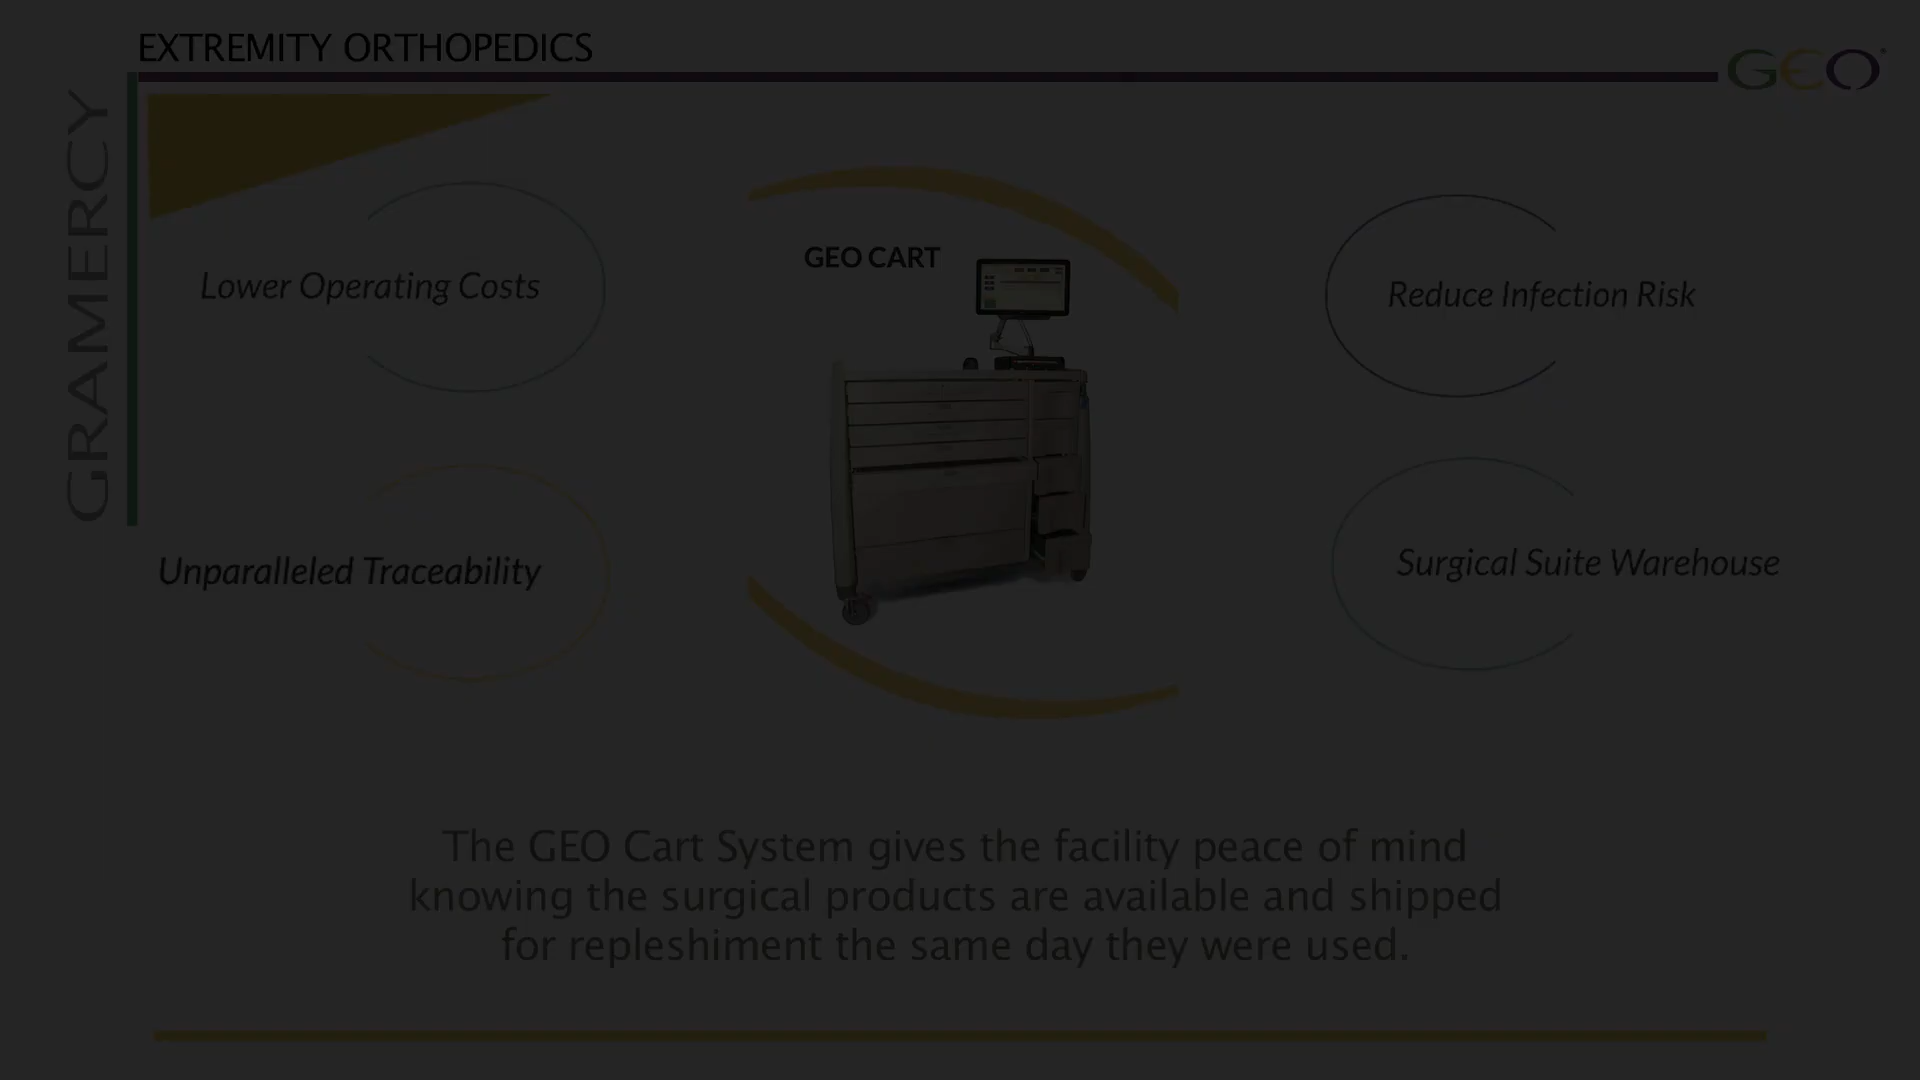 EXTREMITY ORTHOPEDICS
GEO
GRAMERCY
GEO CART
Lower Operating Costs
Reduce Infection Risk
Unparalleled Traceability
Surgical Suite Warehouse
The GEO Cart System gives the facility peace of mind
knowing the surgical products are available and shipped
for repleshiment the same day they were used.